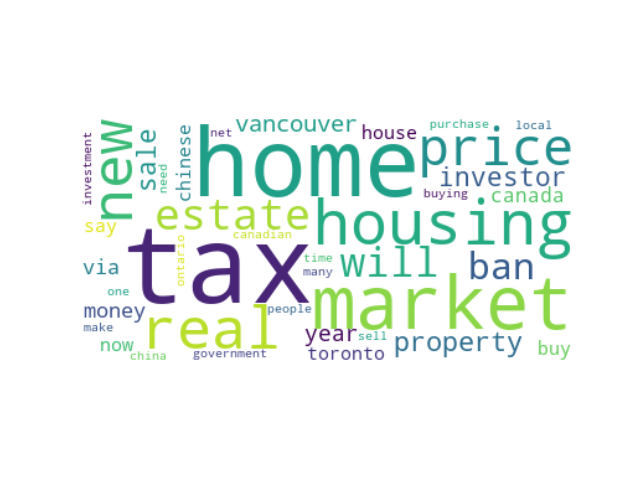 net
vancouver
house
purchase
local
investment
new
sale
need
chinese
home
price
investor
buying
canada
say
estate
canadian
housing
tax
ontario
via
time
many
will
ban
one
money
make
real
people
market
now
china
government
year
sell
toronto
property
buy